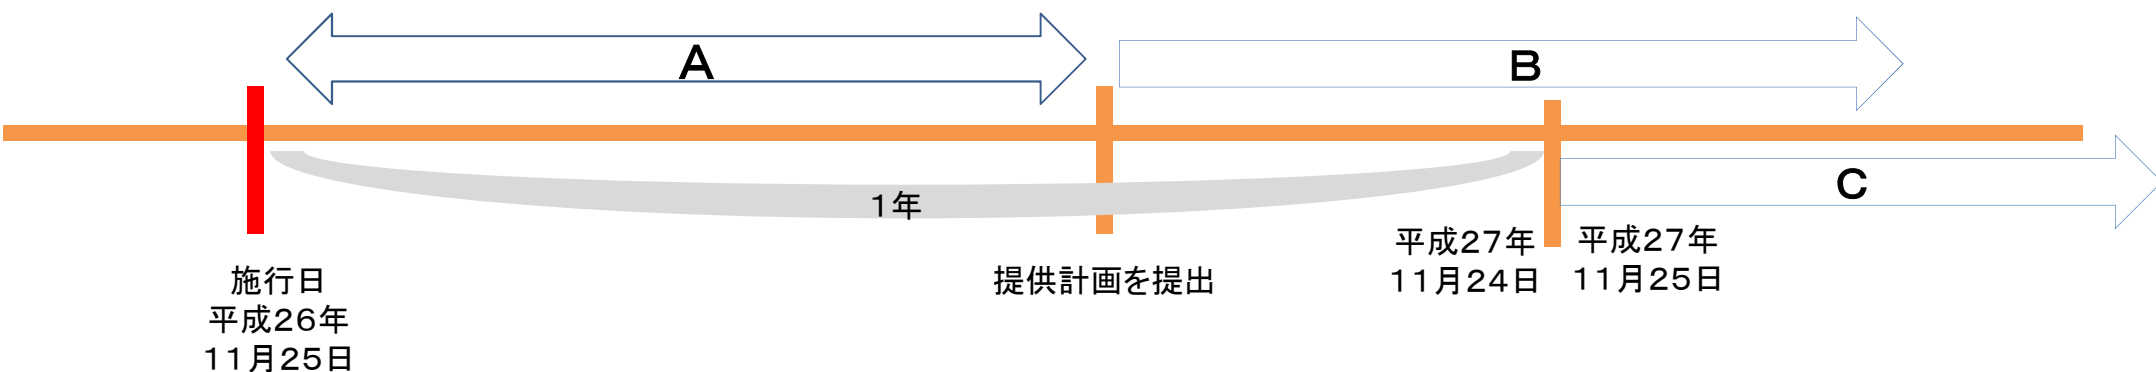 A
B
C
1年
施行日
平成26年
11月25日
提供計画を提出
平成27年
11月24日
平成27年
11月25日